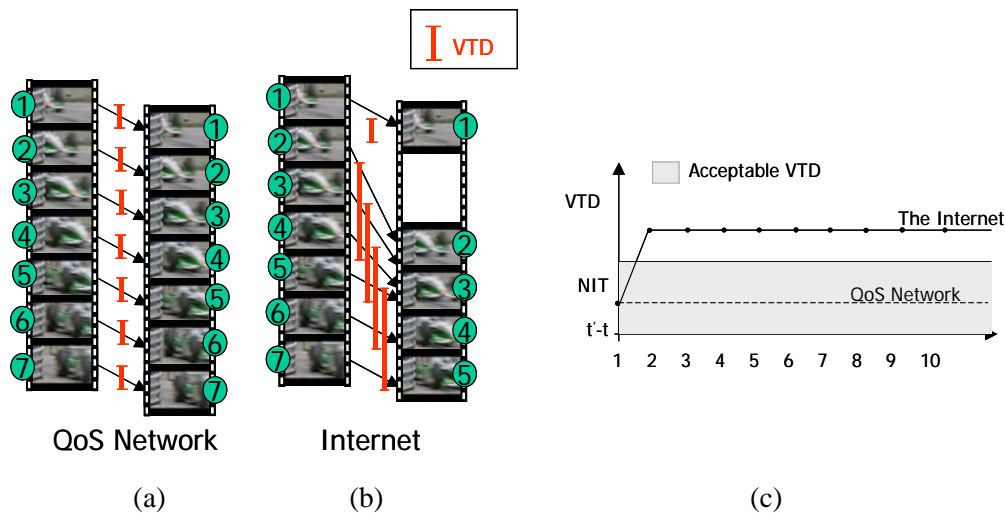 VTD
1
2
3
4
5
6
7
1
2
3
4
5
6
7
QoS Network
(a)
1
2
3
4
5
6
7
1
2
3
4
5
Internet
(b)
Acceptable VTD
VTD
The Internet
NIT
QoS Network
t'-t
1 2 3 4 5 6 7 8 9 10
(c)